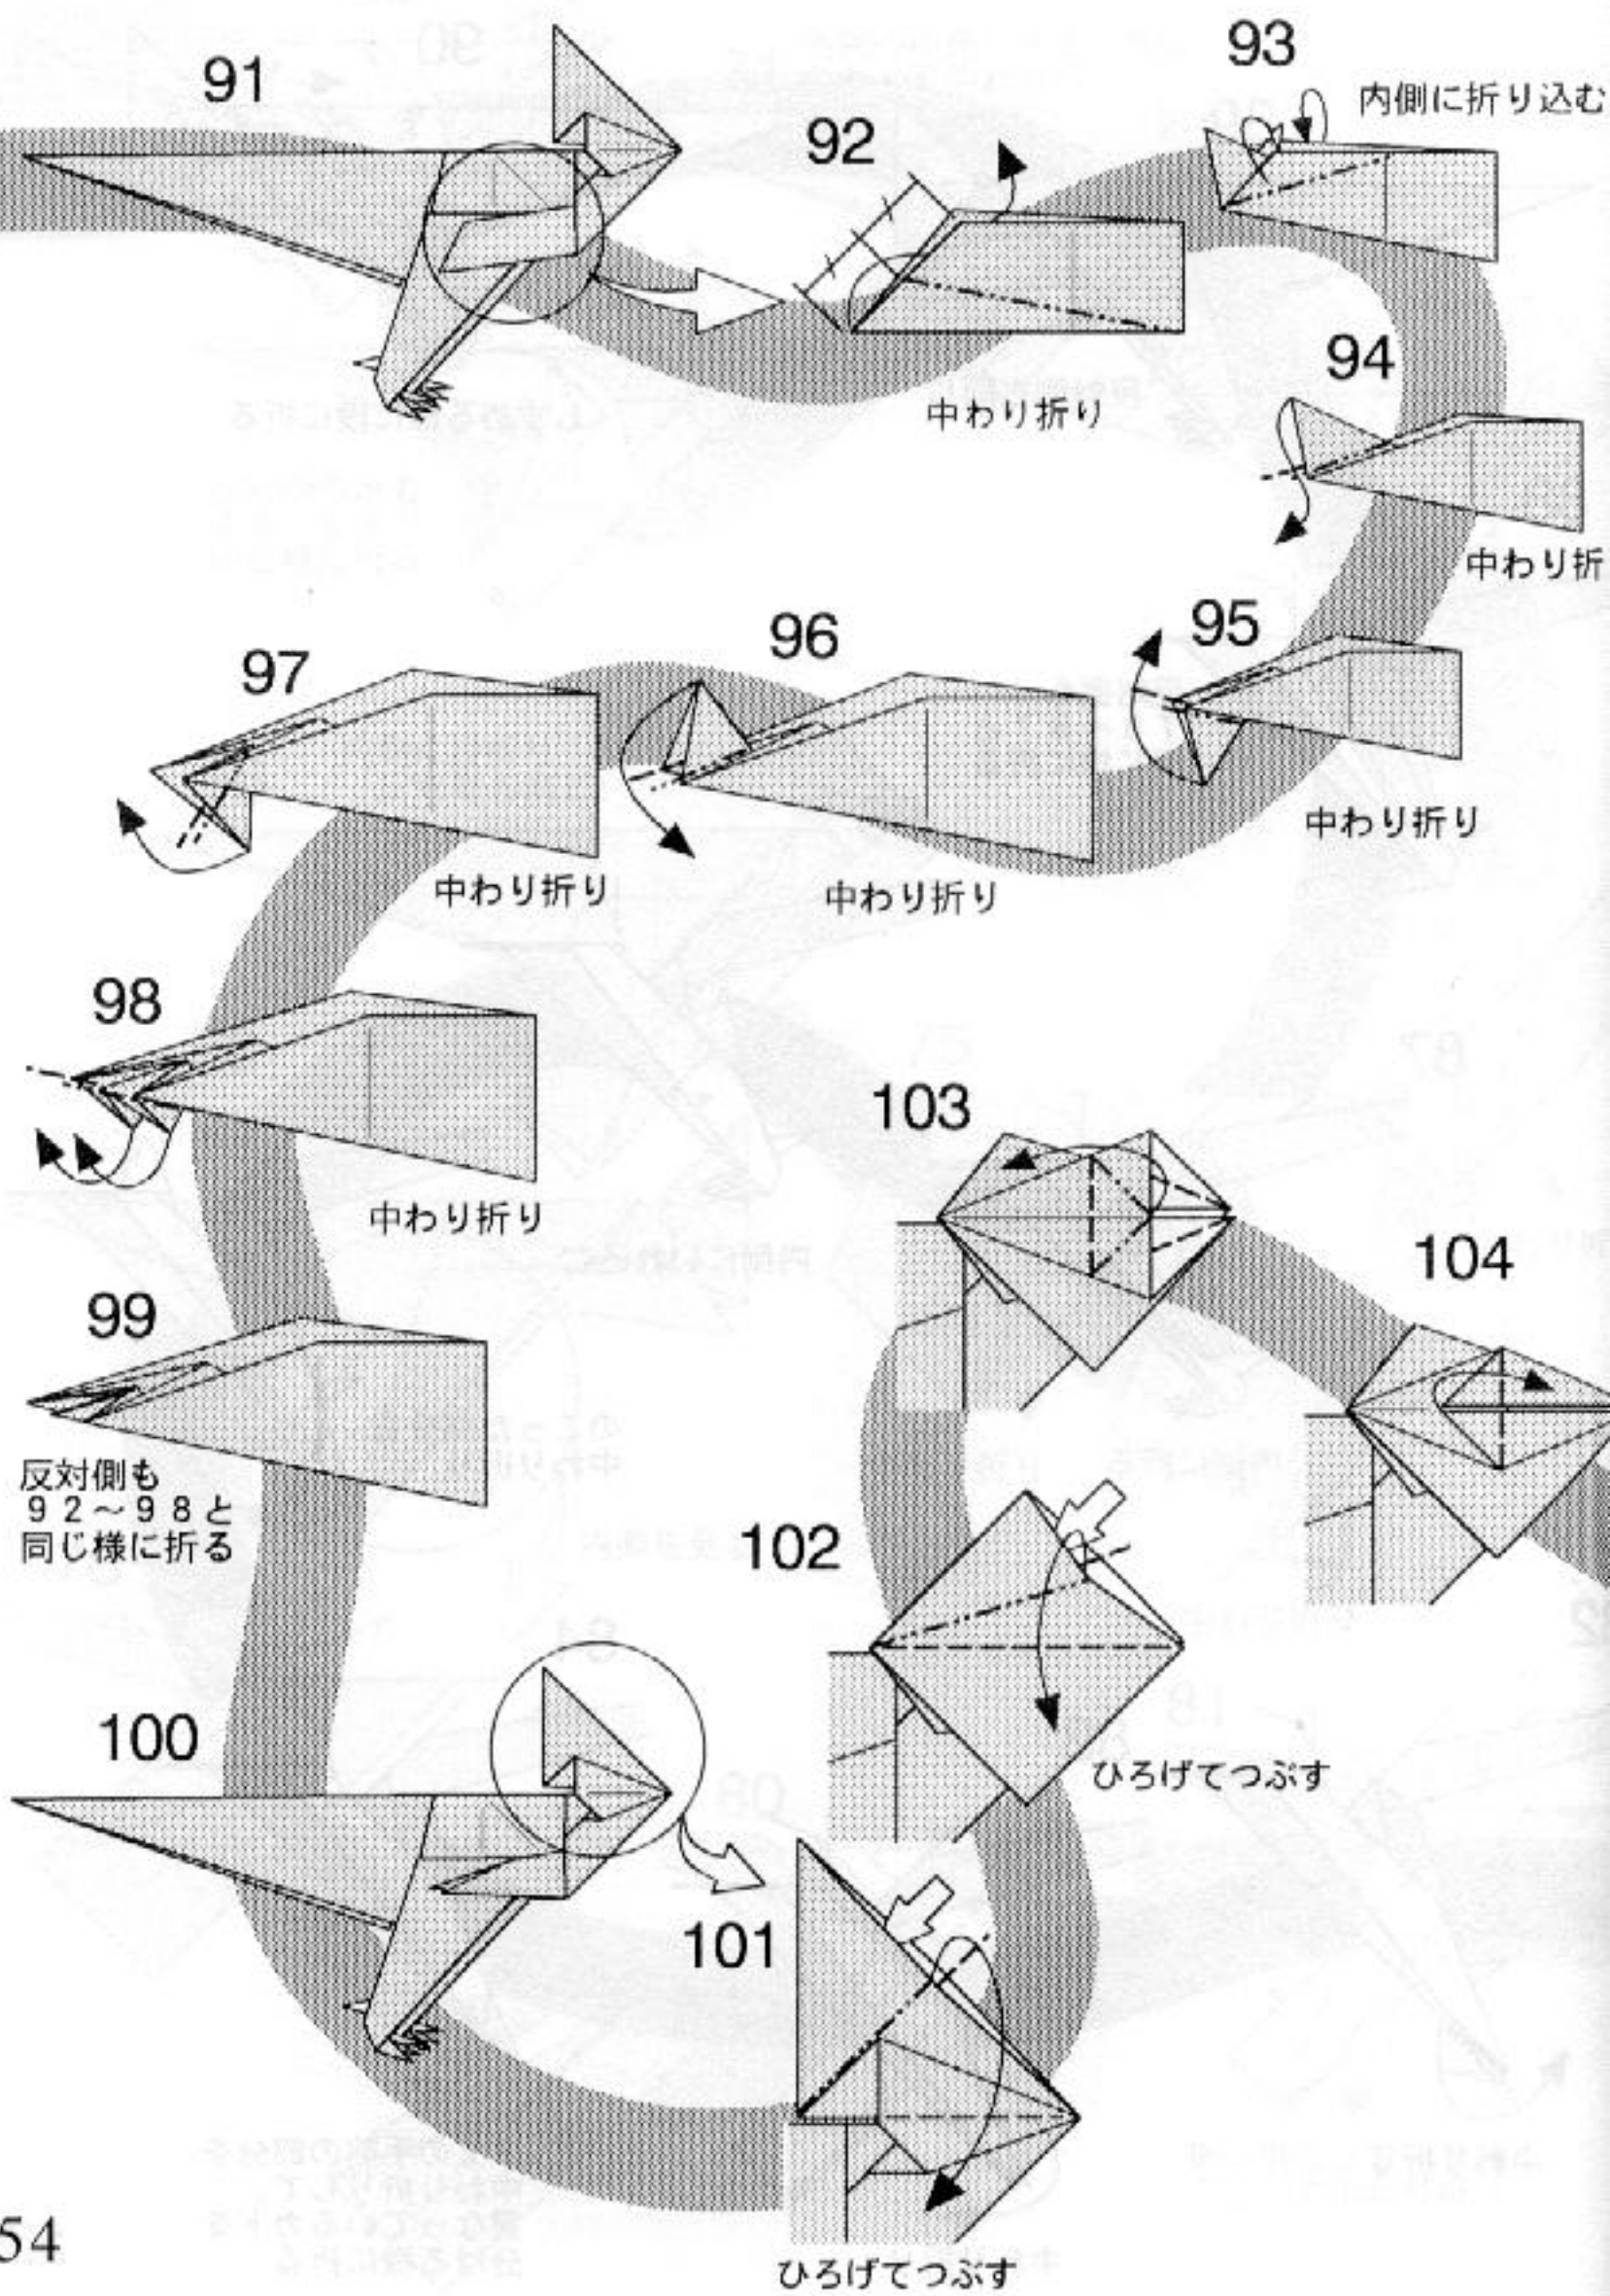 91
92
中わり折り
93
内側に折り込む
94
中わり折
95
中わり折り
96
中わり折り
97
中わり折り
98
中わり折り
99
反対側も
９２～９８と
同じ様に折る
100
101
ひろげてつぶす
102
ひろげてつぶす
103
104
54